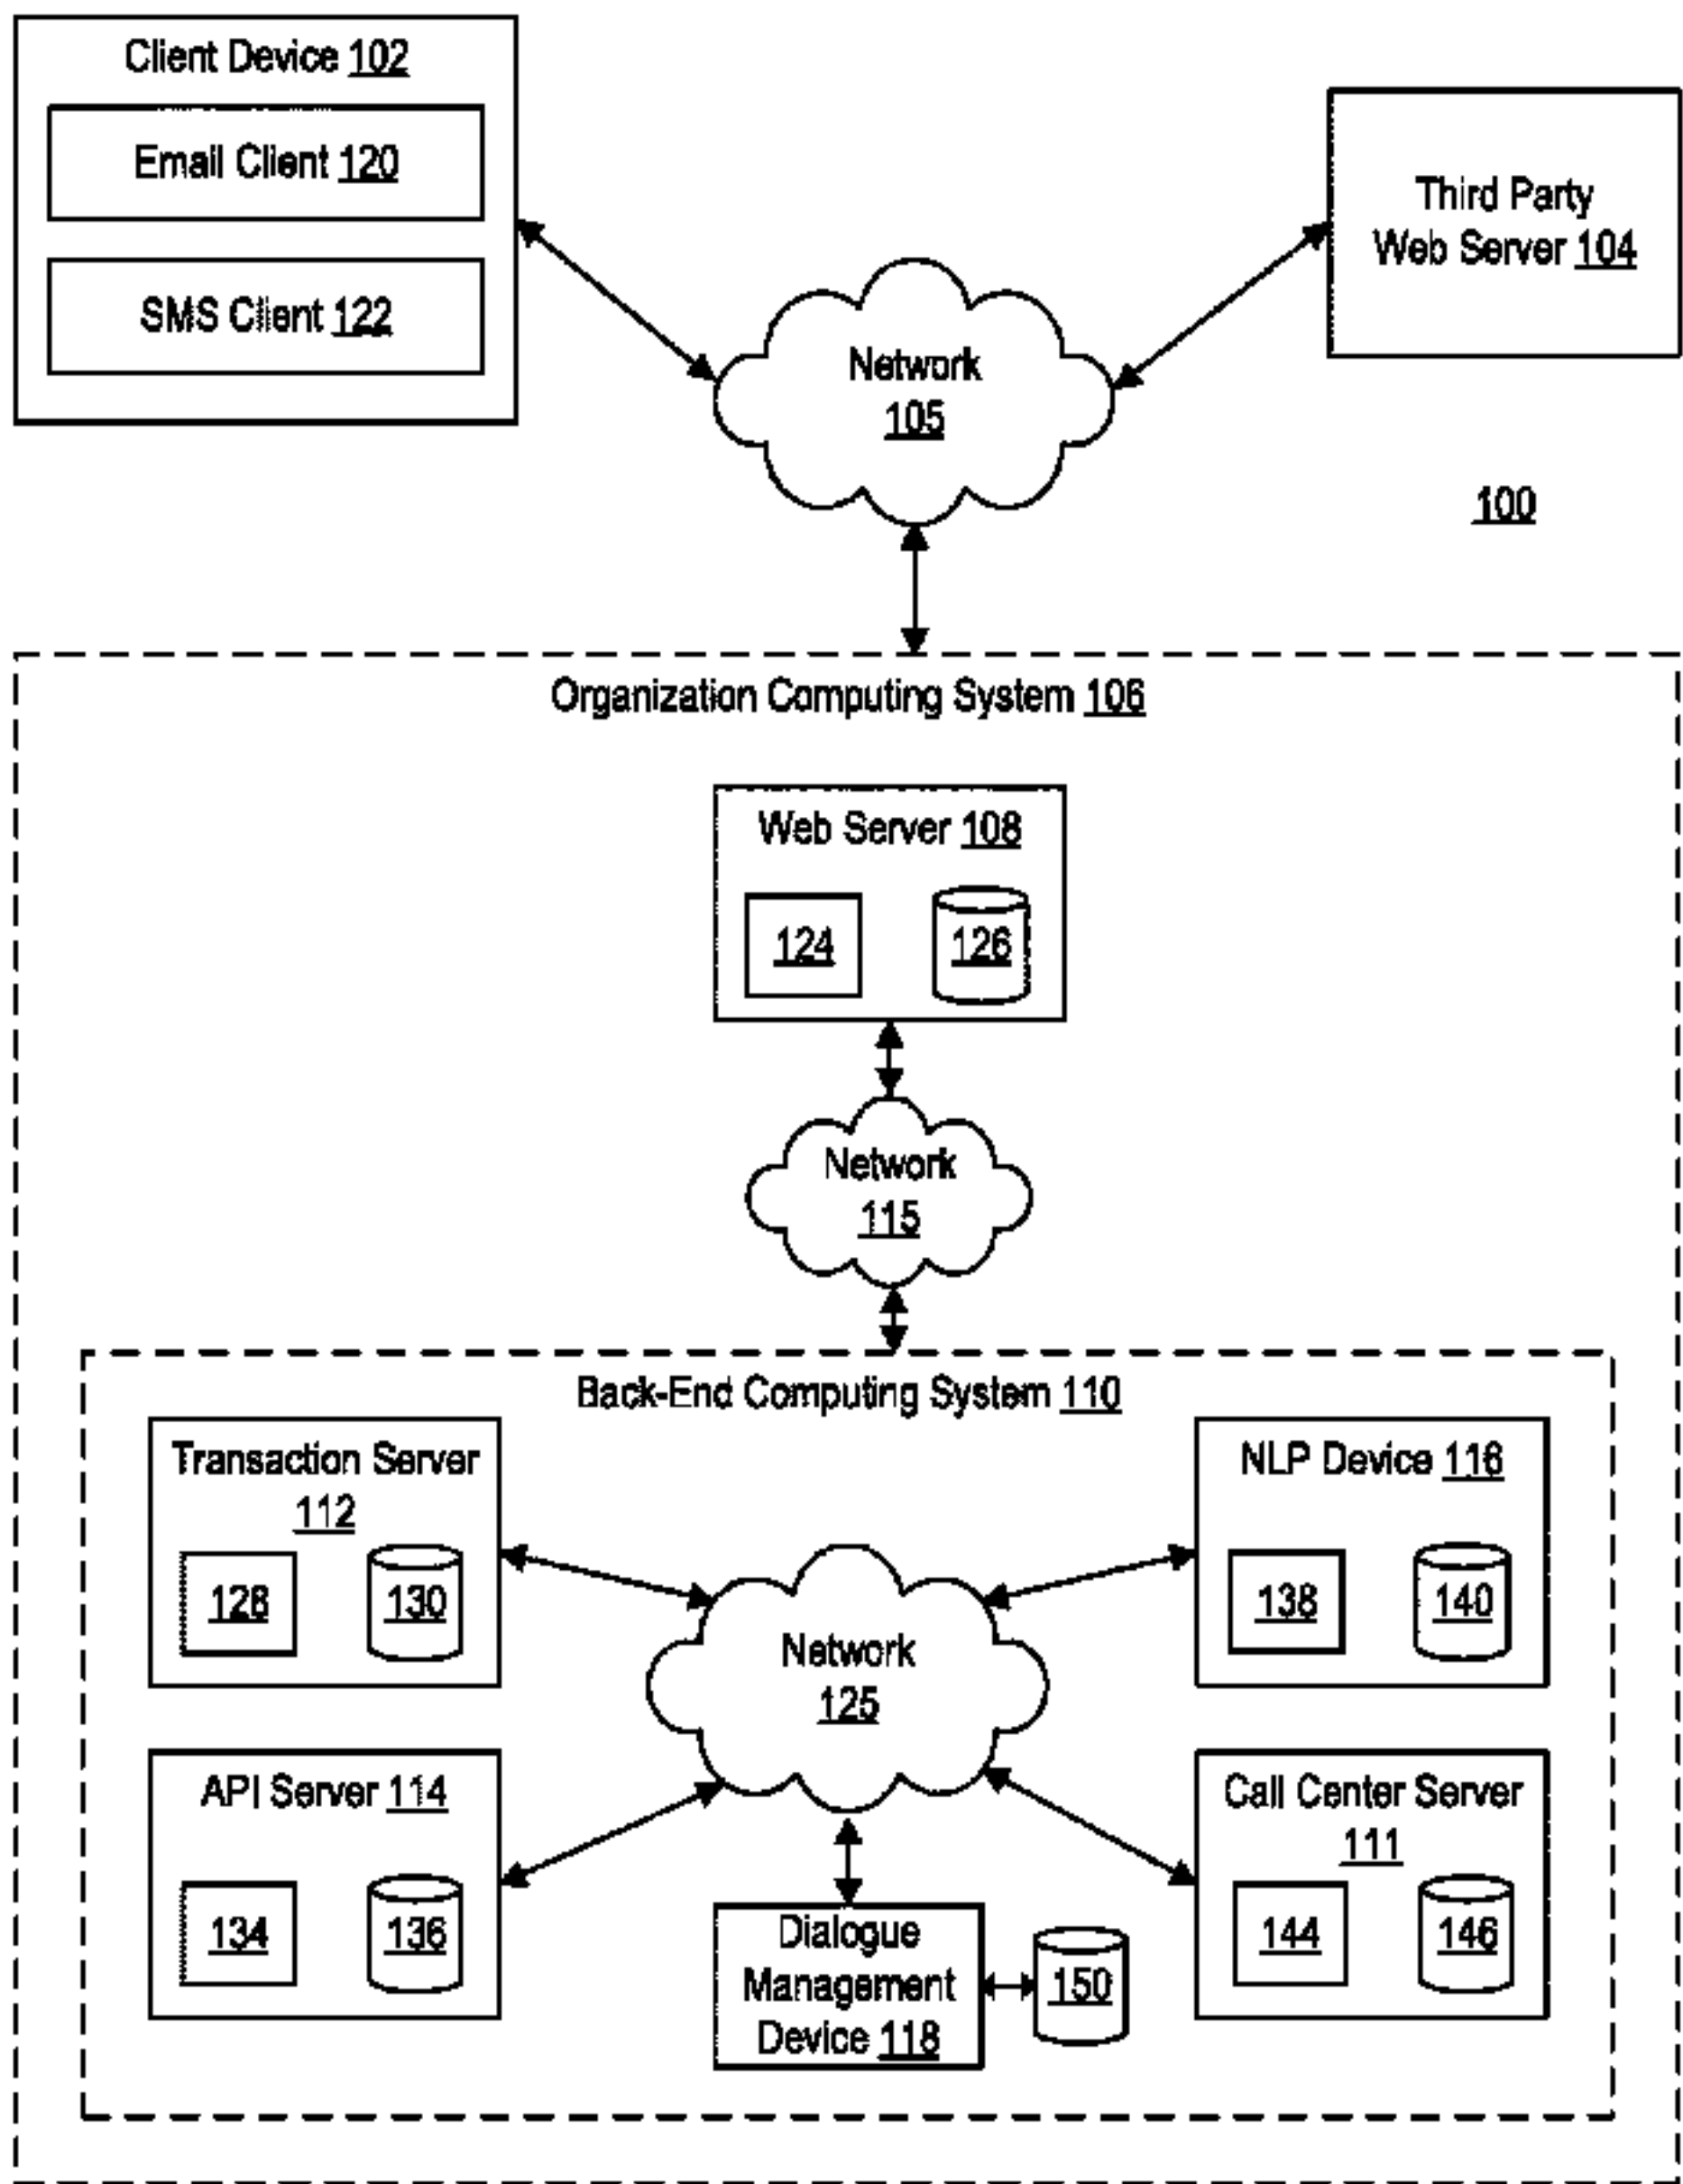 Client Device 102
Email Client 120
SMS Client 122
Third Party
Web Server 104
Network
105
100
Organization Computing System 106
Web Server 108
124
126
Network
115
Back-End Computing System 110
Transaction Server
112
128
130
NLP Device 116
138
140
Network
125
API Server 114
134
136
Call Center Server
111
144
146
Dialogue
Management
Device 118
150